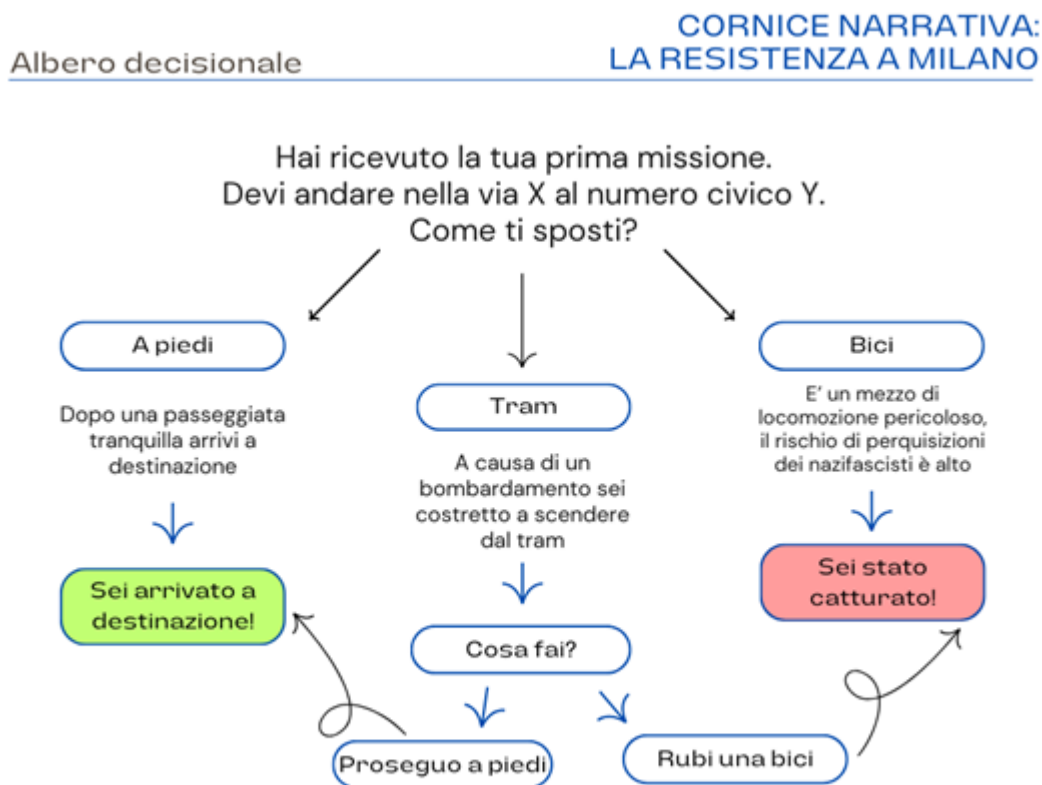 Albero decisionale
CORNICE NARRATIVA:
LA RESISTENZA A MILANO
Hai ricevuto la tua prima missione.
Devi andare nella via X al numero civico Y.
Come ti sposti?
A piedi
Dopo una passeggiata
tranquilla arrivi a
destinazione
Sei arrivato a
destinazione!
Tram
A causa di un
bombardamento sei
costretto a scendere
dal tram
Cosa fai?
Proseguo a piedi
Rubi una bici
Bici
E' un mezzo di
locomozione pericoloso,
il rischio di perquisizioni
dei nazifascisti è alto
Sei stato
catturato!